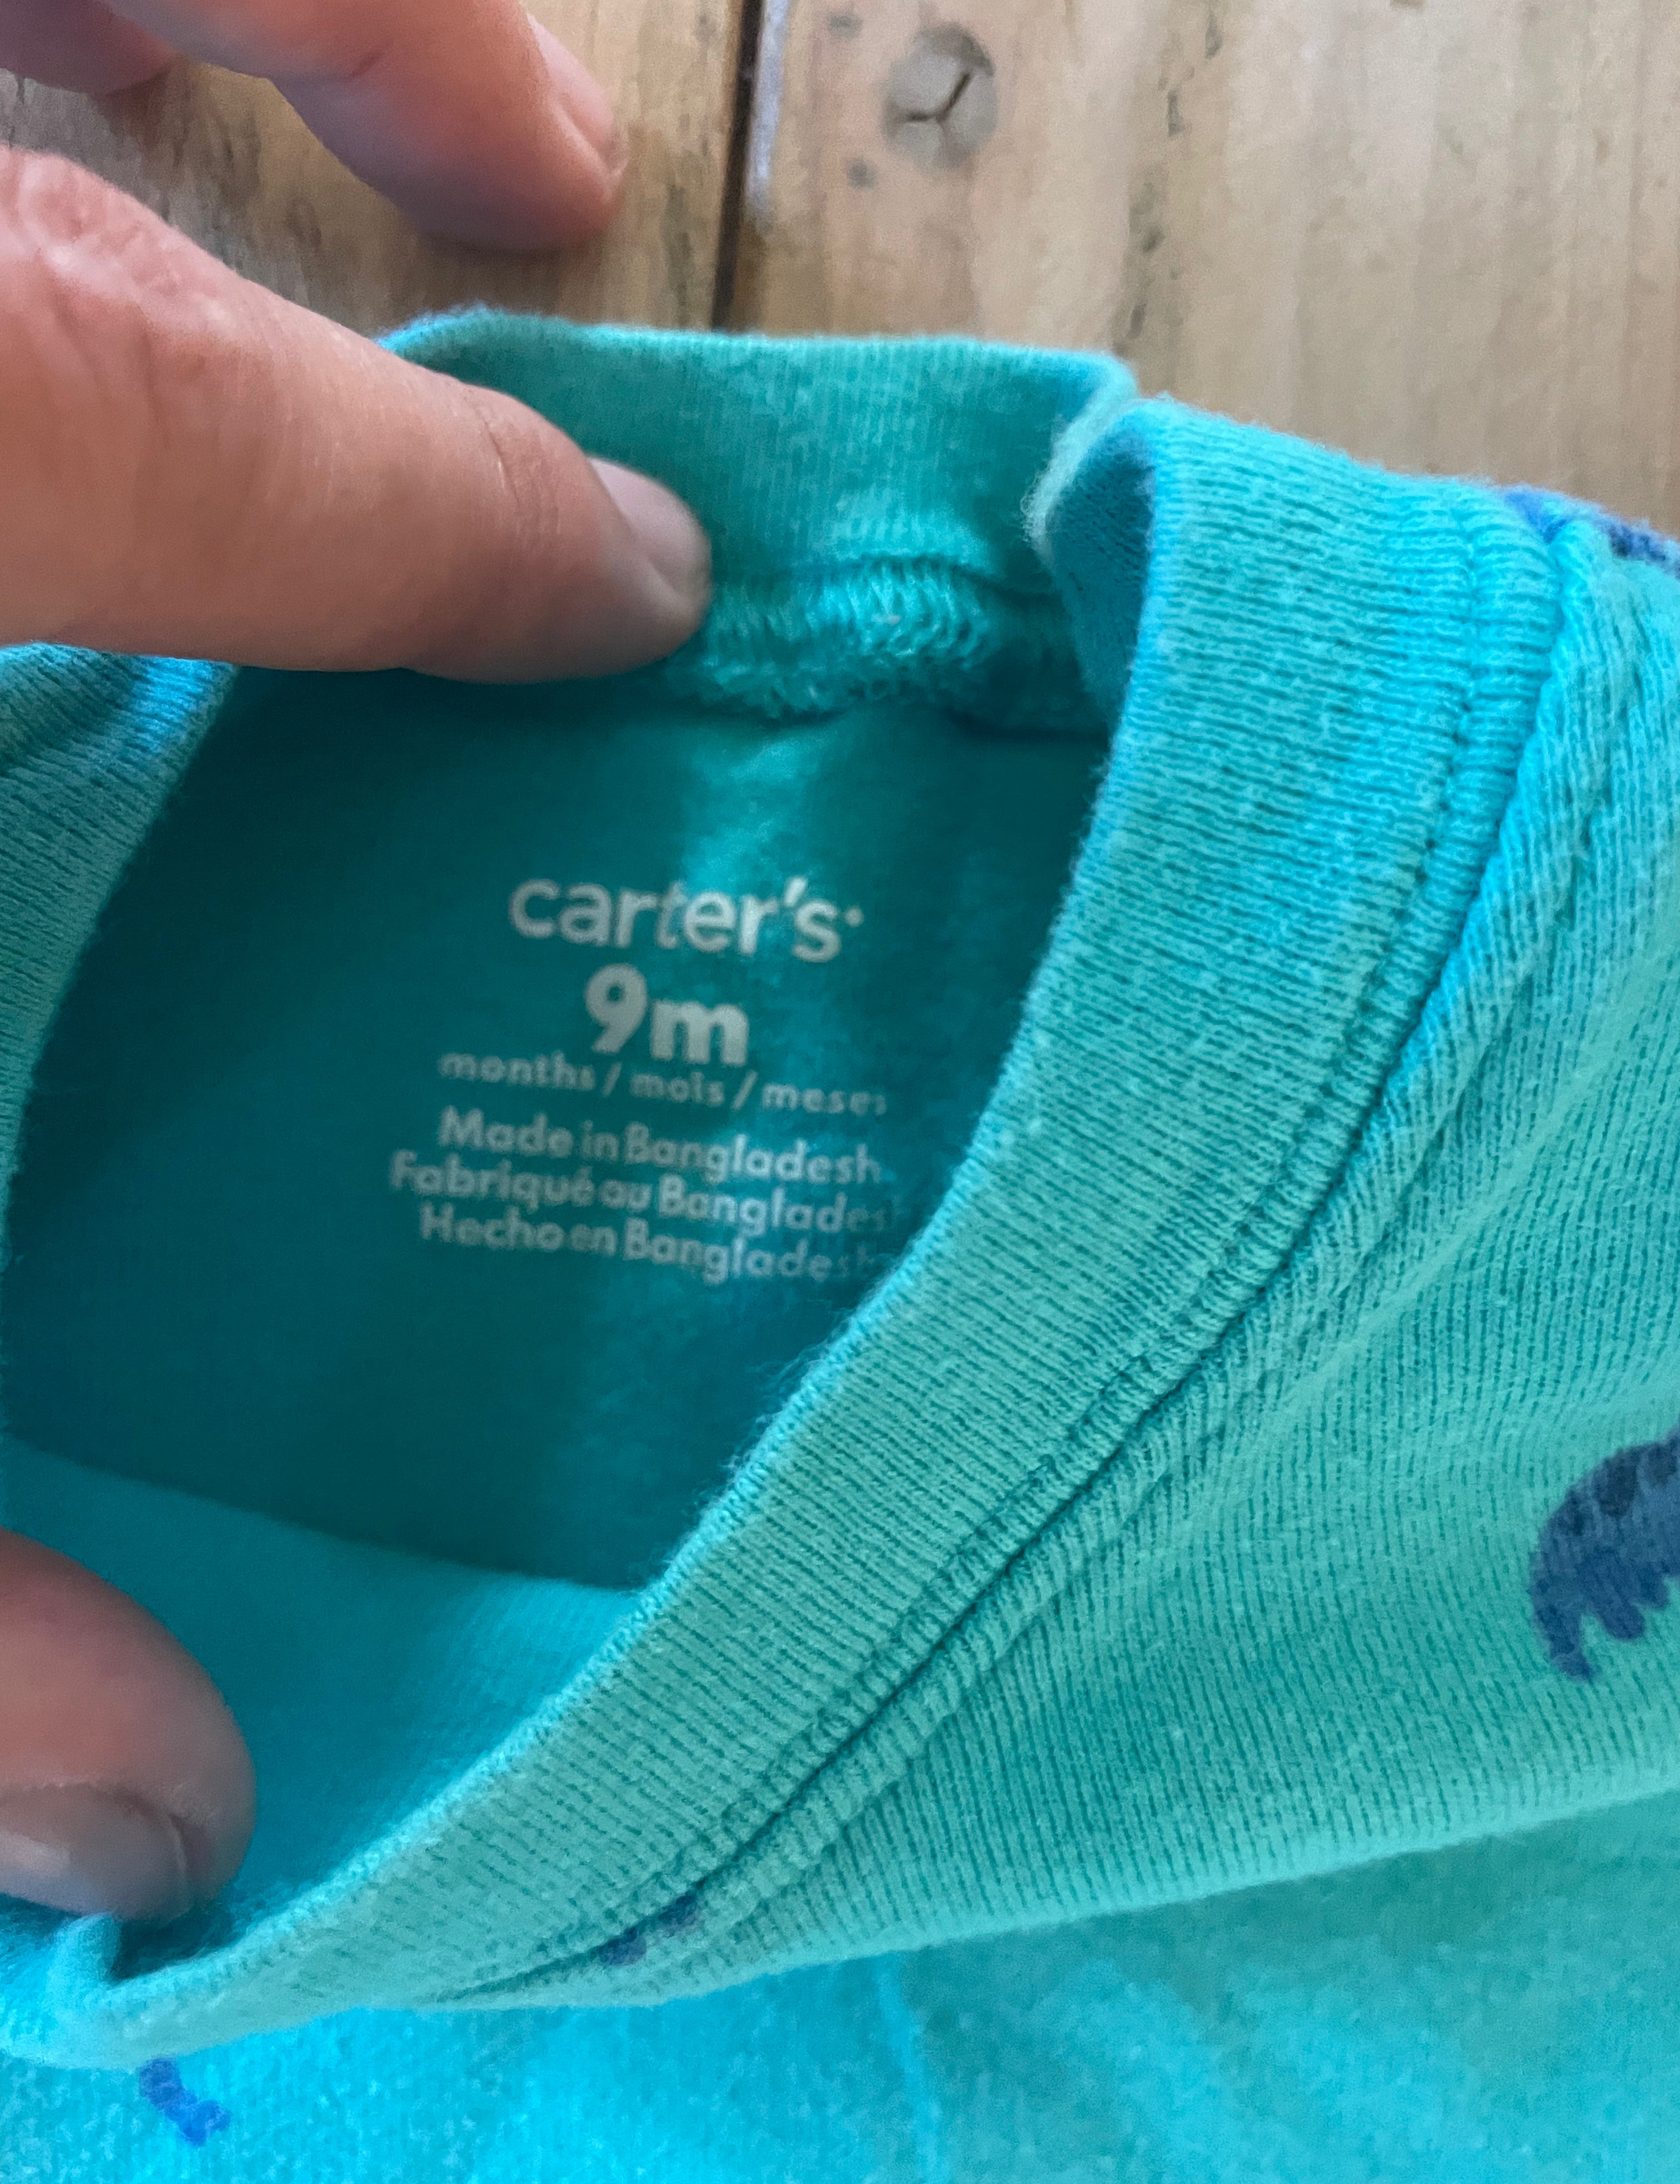 carter's
9m
months / mois / meses
Made in Bangladesh
Fabriqué au Bangladesh
Hecho en Bangladesh